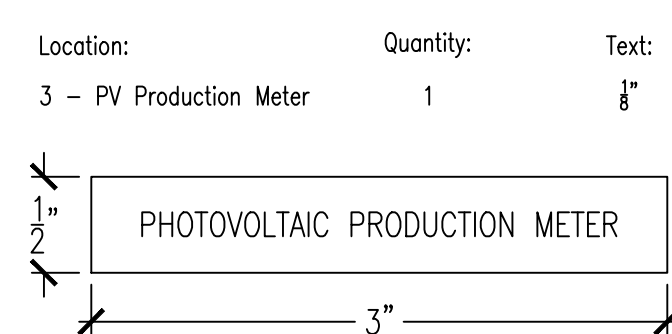 Location: Quantity: Text:
3 - PV Production Meter 1 1/8"
1/2"
PHOTOVOLTAIC PRODUCTION METER
3"